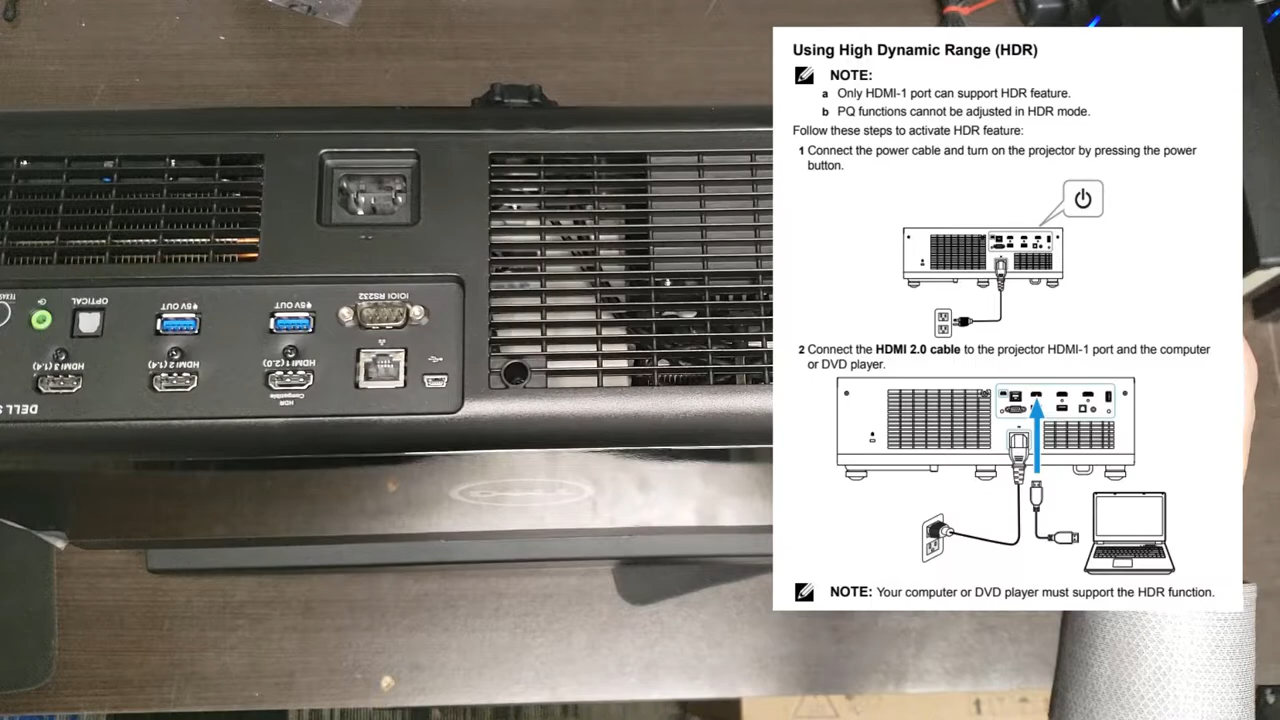 Using High Dynamic Range (HDR)
NOTE:
a Only HDMI-1 port can support HDR feature.
b PQ functions cannot be adjusted in HDR mode.
Follow these steps to activate HDR feature:
1 Connect the power cable and turn on the projector by pressing the power
button.
2 Connect the HDMI 2.0 cable to the projector HDMI-1 port and the computer
or DVD player.
NOTE: Your computer or DVD player must support the HDR function.
OPTICAL
5V OUT
5V OUT
IOIOI RS232
HDMI 3 (1.4)
HDMI 2 (1.4)
HDMI 1 (2.0)
HDR
Compatible
DELL